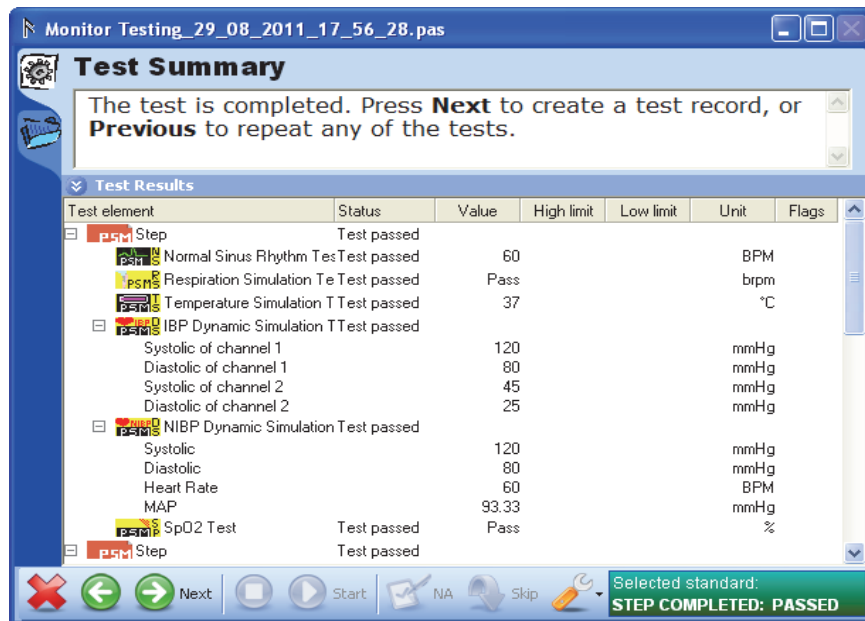 Monitor Testing_29_08_2011_17_56_28.pas
Test Summary
The test is completed. Press Next to create a test record, or
Previous to repeat any of the tests.
Test Results
Test element Status Value High limit Low limit Unit Flags
PSM Step Test passed
PSM NS Normal Sinus Rhythm Tes Test passed 60 BPM
PSM RS Respiration Simulation Te Test passed Pass brpm
PSM TS Temperature Simulation T Test passed 37 °C
IBP PSM DS IBP Dynamic Simulation T Test passed
Systolic of channel 1 120 mmHg
Diastolic of channel 1 80 mmHg
Systolic of channel 2 45 mmHg
Diastolic of channel 2 25 mmHg
NIBP PSM DS NIBP Dynamic Simulation Test passed
Systolic 120 mmHg
Diastolic 80 mmHg
Heart Rate 60 BPM
MAP 93.33 mmHg
PSM SP SpO2 Test Test passed Pass %
PSM Step Test passed
Next Start NA Skip
Selected standard:
STEP COMPLETED: PASSED